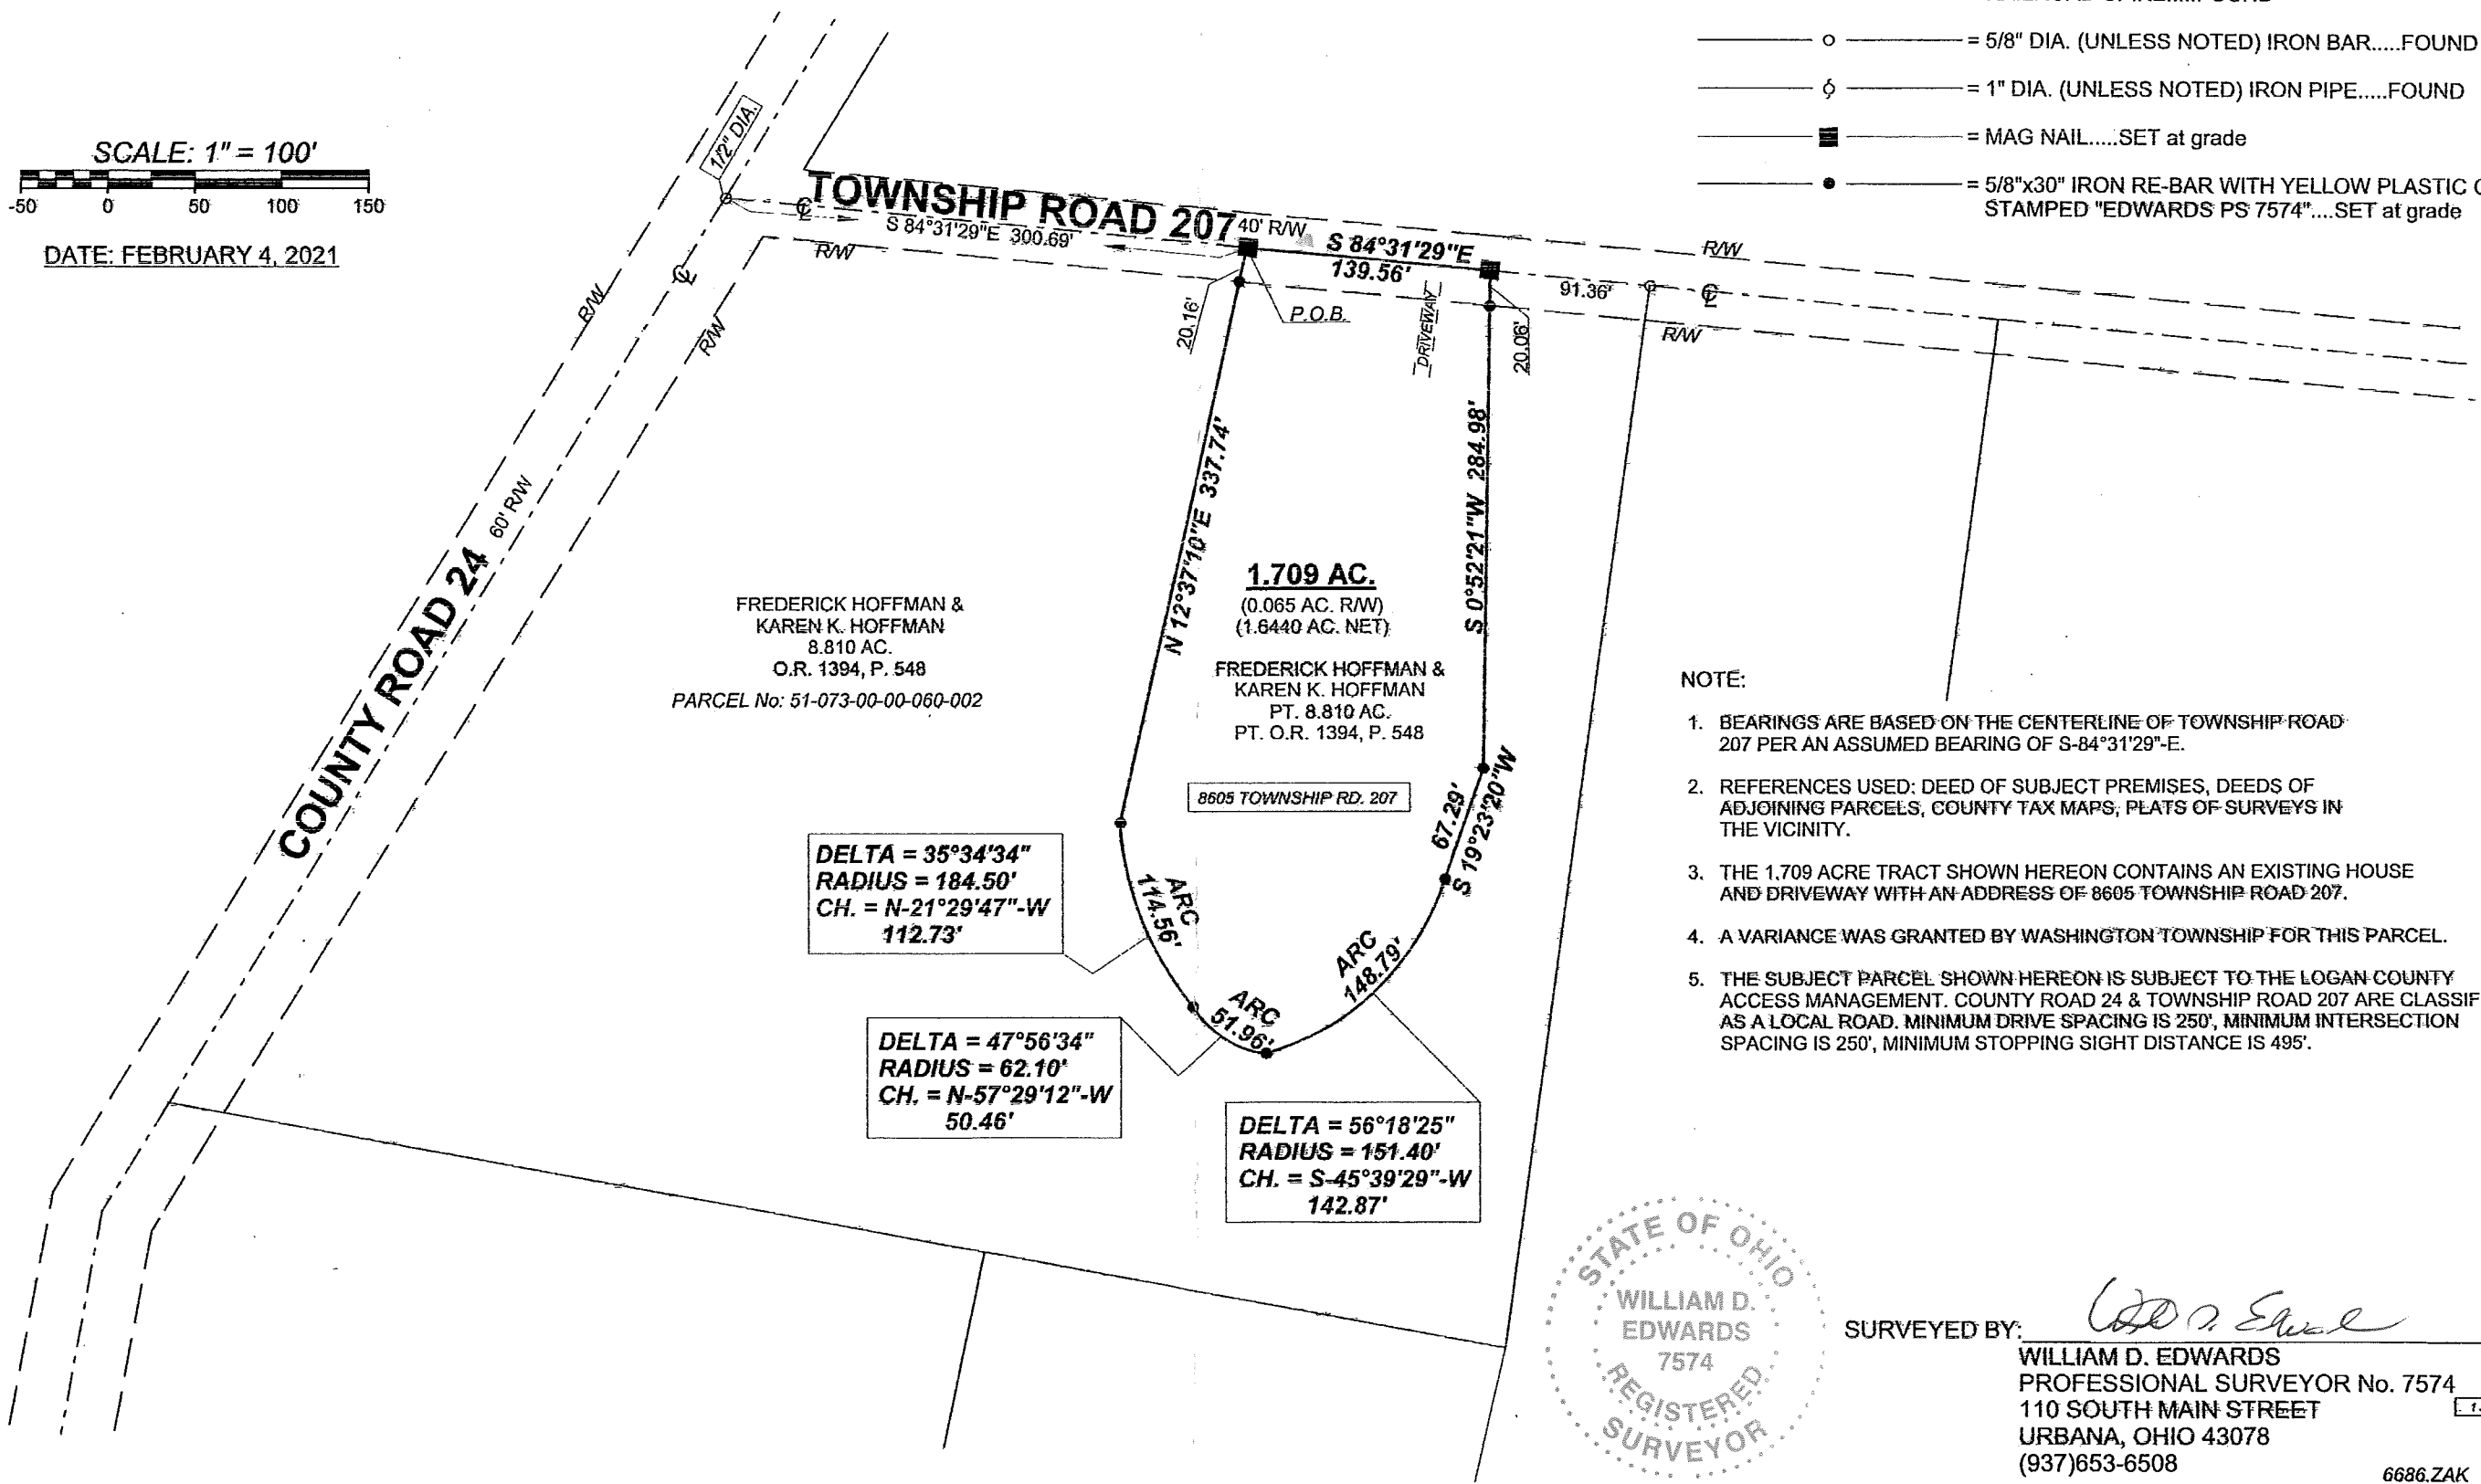 = 5/8" DIA. (UNLESS NOTED) IRON BAR.....FOUND
= 1" DIA. (UNLESS NOTED) IRON PIPE.....FOUND
= MAG NAIL.....SET at grade
= 5/8"x30" IRON RE-BAR WITH YELLOW PLASTIC
STAMPED "EDWARDS PS 7574"....SET at grade
SCALE: 1" = 100'
-50 0 50 100 150
DATE: FEBRUARY 4, 2021
1/2" DIA.
TOWNSHIP ROAD 207
40' R/W
S 84°31'29"E 300.69'
S 84°31'29"E
139.56'
R/W
R/W
R/W
R/W
R/W
91.36'
20.16'
P.O.B.
DRIVEWAY
20.06'
COUNTY ROAD 24
60' R/W
N 12°37'10"E 337.74'
S 0°52'21"W 284.98'
1.709 AC.
(0.065 AC. R/W)
(1.6440 AC. NET)
FREDERICK HOFFMAN &
KAREN K. HOFFMAN
8.810 AC.
O.R. 1394, P. 548
PARCEL No: 51-073-00-00-060-002
FREDERICK HOFFMAN &
KAREN K. HOFFMAN
PT. 8.810 AC.
PT. O.R. 1394, P. 548
8605 TOWNSHIP RD. 207
67.29'
S 19°23'20"W
DELTA = 35°34'34"
RADIUS = 184.50'
CH. = N-21°29'47"-W
112.73'
ARC
114.56'
ARC
51.96'
ARC
148.79'
DELTA = 47°56'34"
RADIUS = 62.10'
CH. = N-57°29'12"-W
50.46'
DELTA = 56°18'25"
RADIUS = 151.40'
CH. = S-45°39'29"-W
142.87'
NOTE:
1. BEARINGS ARE BASED ON THE CENTERLINE OF TOWNSHIP ROAD
207 PER AN ASSUMED BEARING OF S-84°31'29"-E.
2. REFERENCES USED: DEED OF SUBJECT PREMISES, DEEDS OF
ADJOINING PARCELS, COUNTY TAX MAPS, PLATS OF SURVEYS IN
THE VICINITY.
3. THE 1.709 ACRE TRACT SHOWN HEREON CONTAINS AN EXISTING HOUSE
AND DRIVEWAY WITH AN ADDRESS OF 8605 TOWNSHIP ROAD 207.
4. A VARIANCE WAS GRANTED BY WASHINGTON TOWNSHIP FOR THIS PARCEL.
5. THE SUBJECT PARCEL SHOWN HEREON IS SUBJECT TO THE LOGAN COUNTY
ACCESS MANAGEMENT. COUNTY ROAD 24 & TOWNSHIP ROAD 207 ARE CLASSIF
AS A LOCAL ROAD. MINIMUM DRIVE SPACING IS 250', MINIMUM INTERSECTION
SPACING IS 250', MINIMUM STOPPING SIGHT DISTANCE IS 495'.
STATE OF OHIO
WILLIAM D.
EDWARDS
7574
REGISTERED
SURVEYOR
SURVEYED BY:
WILLIAM D. EDWARDS
PROFESSIONAL SURVEYOR No. 7574
110 SOUTH MAIN STREET
URBANA, OHIO 43078
(937)653-6508
6686.ZAK